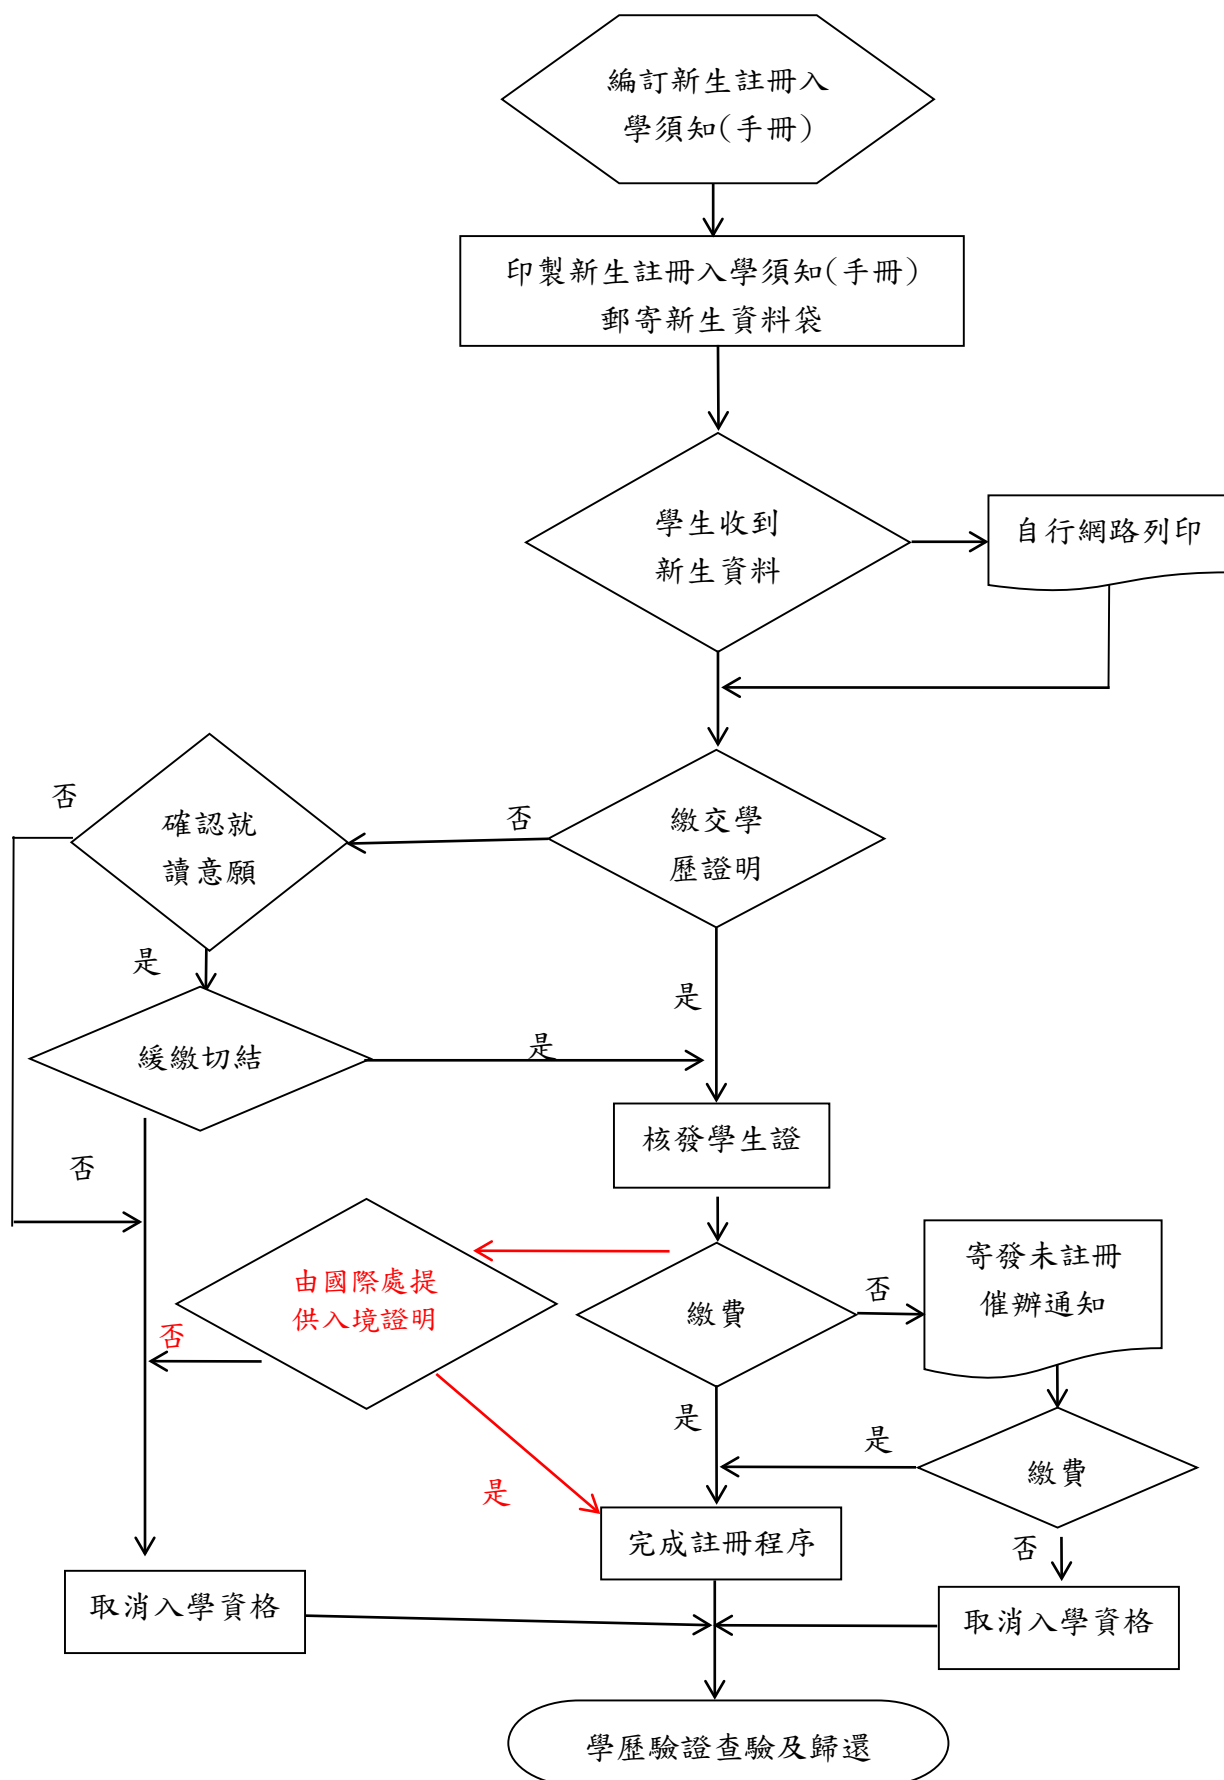 編訂新生註冊入
學須知(手冊)
印製新生註冊入學須知(手冊)
郵寄新生資料袋
學生收到
新生資料
自行網路列印
否
確認就
讀意願
否
繳交學
歷證明
是
是
緩繳切結
是
核發學生證
否
由國際處提
供入境證明
繳費
否
寄發未註冊
催辦通知
否
是
是
繳費
是
完成註冊程序
否
取消入學資格
取消入學資格
學歷驗證查驗及歸還